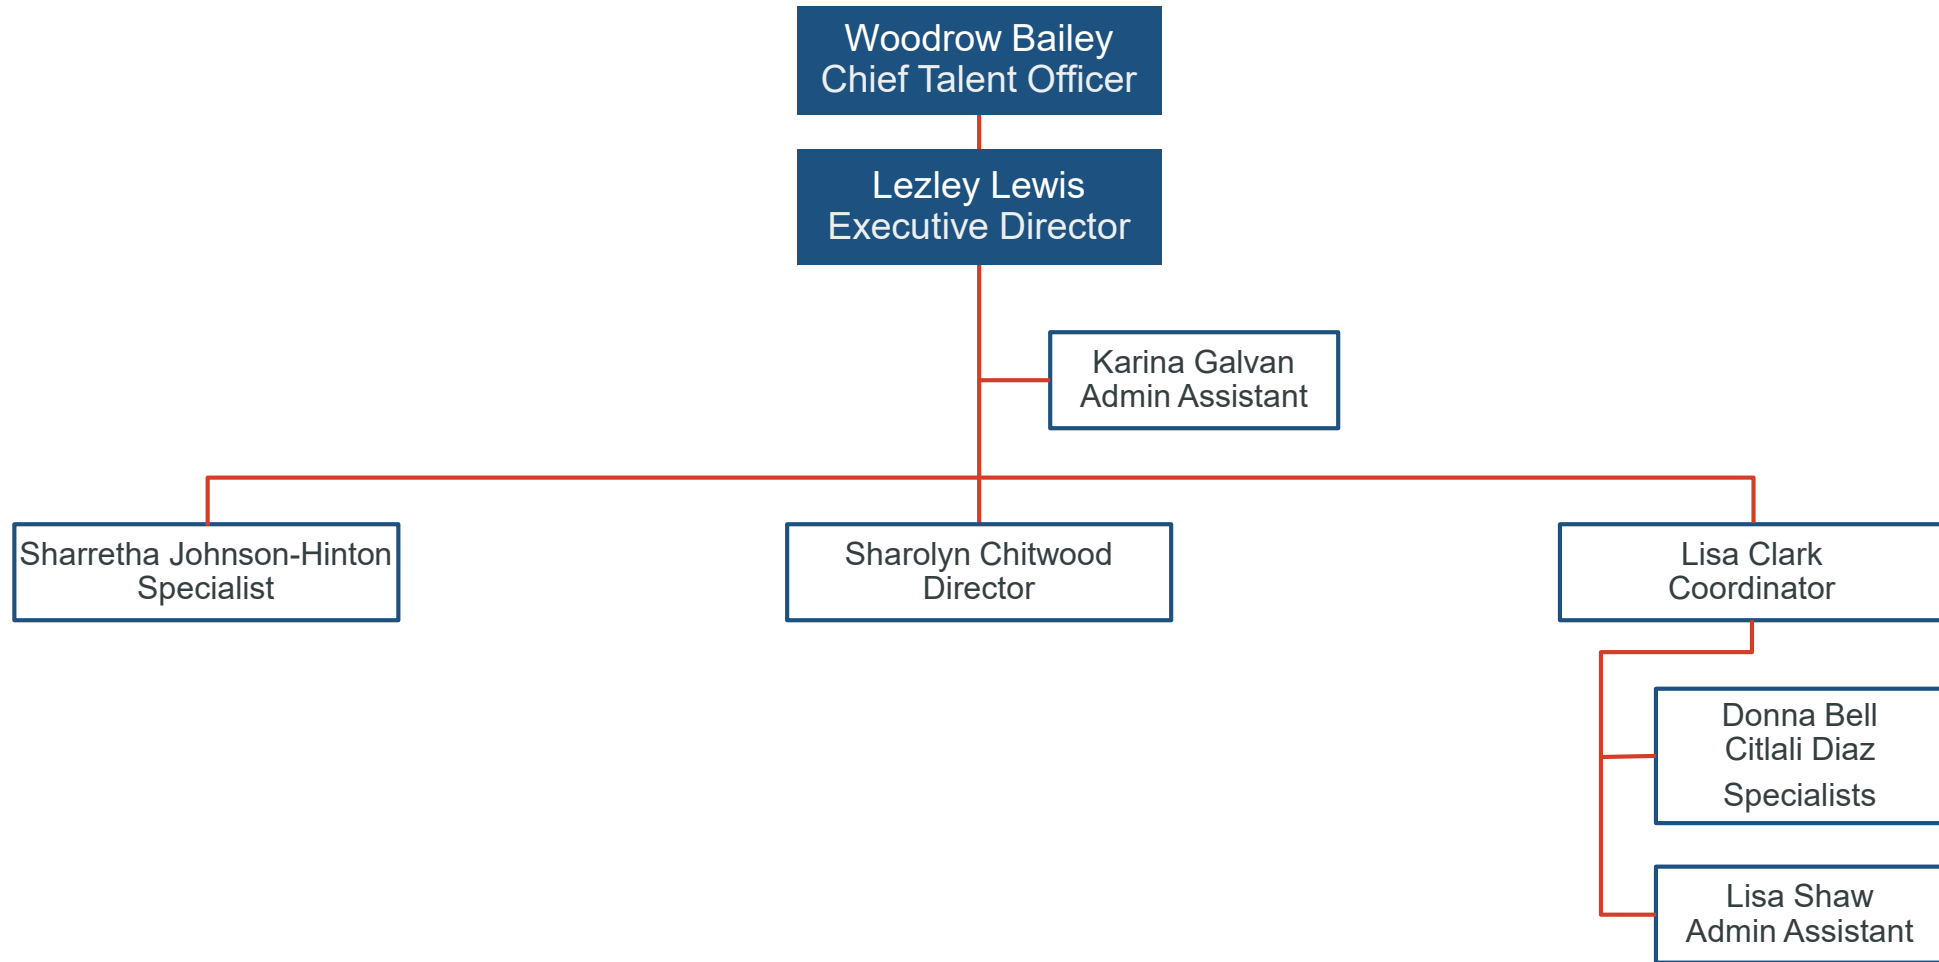 Woodrow Bailey
Chief Talent Officer
Lezley Lewis
Executive Director
Karina Galvan
Admin Assistant
Sharretha Johnson-Hinton
Specialist
Sharolyn Chitwood
Director
Lisa Clark
Coordinator
Donna Bell
Citlali Diaz
Specialists
Lisa Shaw
Admin Assistant